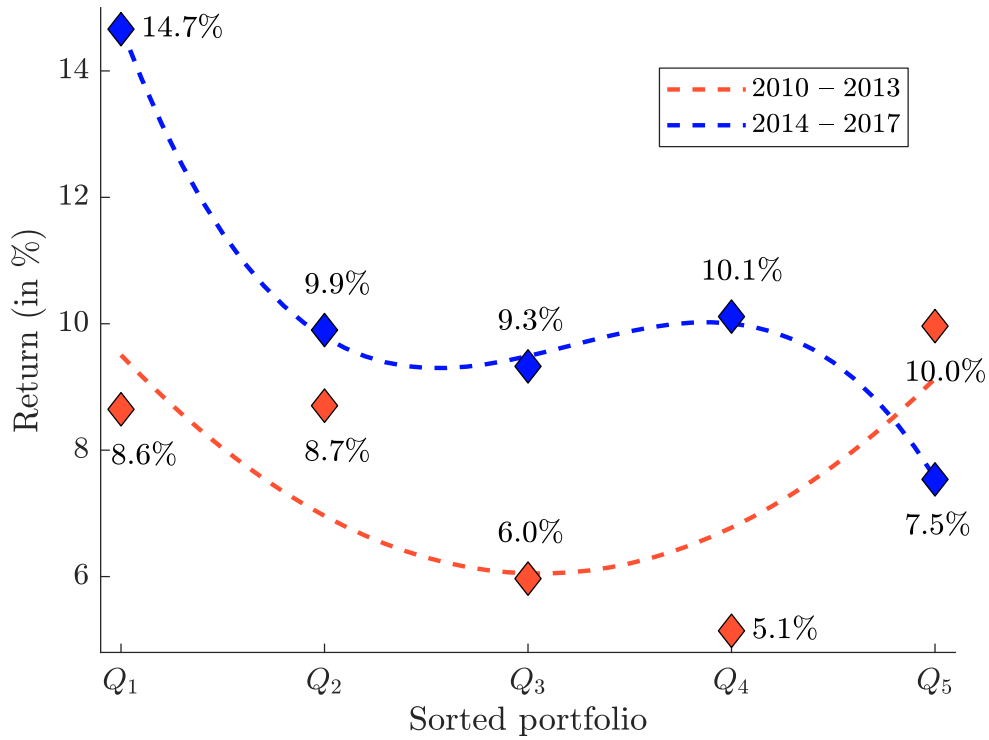 14.7%
14
2010 – 2013
2014 – 2017
12
9.9%
10.1%
9.3%
10
10.0%
8
8.6%
8.7%
7.5%
6.0%
6
5.1%
Q1
Q2
Q3
Q4
Q5
Sorted portfolio
Return (in %)